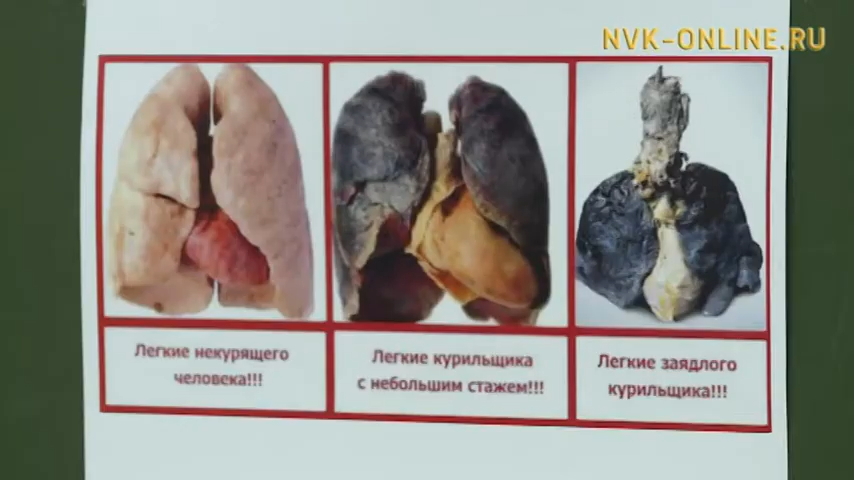 NVK-ONLINE.RU
Легкие некурящего
человека!!!
Легкие курильщика
с небольшим стажем!!!
Легкие заядлого
курильщика!!!